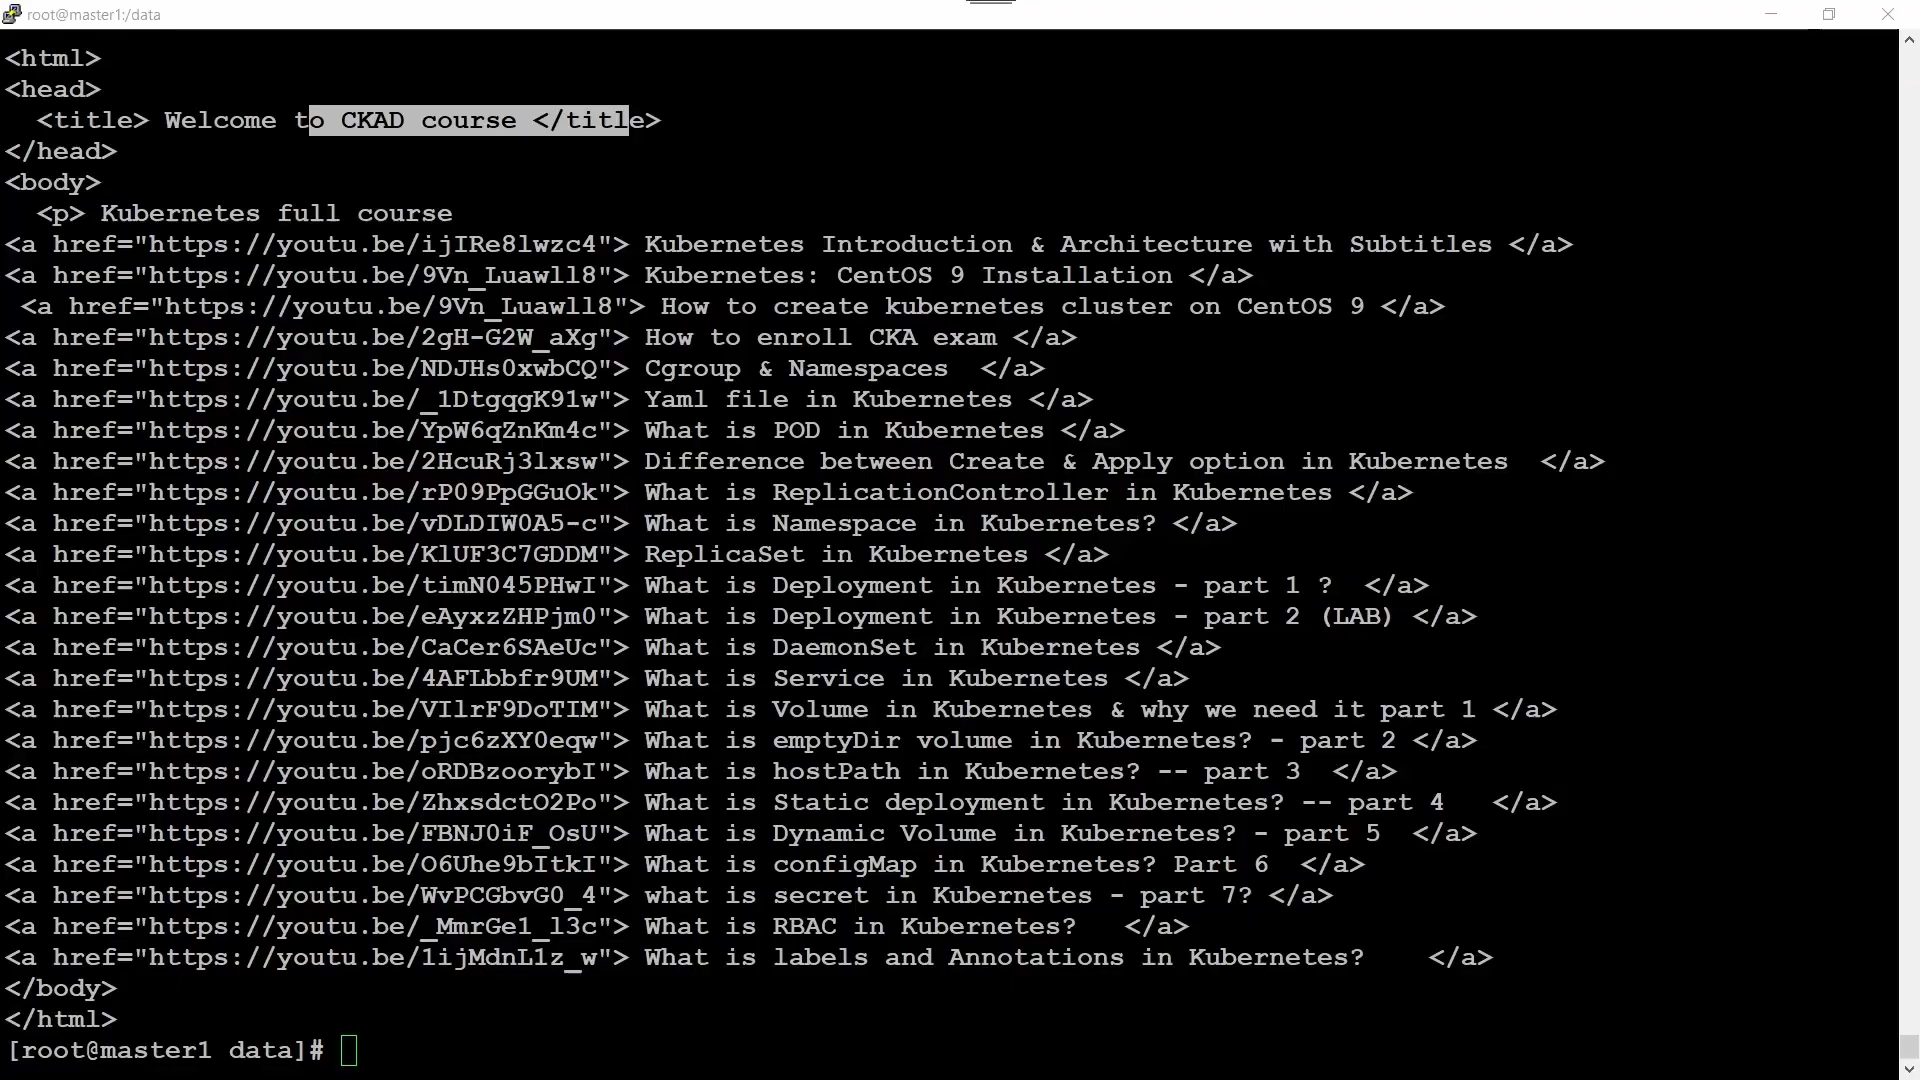 root@master1:/data
<html>
<head>
  <title> Welcome to CKAD course </title>
</head>
<body>
  <p> Kubernetes full course
<a href="https://youtu.be/ijIRe8lwzc4"> Kubernetes Introduction & Architecture with Subtitles </a>
<a href="https://youtu.be/9Vn_Luawll8"> Kubernetes: CentOS 9 Installation </a>
 <a href="https://youtu.be/9Vn_Luawll8"> How to create kubernetes cluster on CentOS 9 </a>
<a href="https://youtu.be/2gH-G2W_aXg"> How to enroll CKA exam </a>
<a href="https://youtu.be/NDJHs0xwbCQ"> Cgroup & Namespaces  </a>
<a href="https://youtu.be/_1DtgqgK91w"> Yaml file in Kubernetes </a>
<a href="https://youtu.be/YpW6qZnKm4c"> What is POD in Kubernetes </a>
<a href="https://youtu.be/2HcuRj3lxsw"> Difference between Create & Apply option in Kubernetes  </a>
<a href="https://youtu.be/rP09PpGGuOk"> What is ReplicationController in Kubernetes </a>
<a href="https://youtu.be/vDLDIW0A5-c"> What is Namespace in Kubernetes? </a>
<a href="https://youtu.be/KlUF3C7GDDM"> ReplicaSet in Kubernetes </a>
<a href="https://youtu.be/timN045PHwI"> What is Deployment in Kubernetes - part 1 ?  </a>
<a href="https://youtu.be/eAyxzZHPjm0"> What is Deployment in Kubernetes - part 2 (LAB) </a>
<a href="https://youtu.be/CaCer6SAeUc"> What is DaemonSet in Kubernetes </a>
<a href="https://youtu.be/4AFLbbfr9UM"> What is Service in Kubernetes </a>
<a href="https://youtu.be/VIlrF9DoTIM"> What is Volume in Kubernetes & why we need it part 1 </a>
<a href="https://youtu.be/pjc6zXY0eqw"> What is emptyDir volume in Kubernetes? - part 2 </a>
<a href="https://youtu.be/oRDBzoorybI"> What is hostPath in Kubernetes? -- part 3  </a>
<a href="https://youtu.be/ZhxsdctO2Po"> What is Static deployment in Kubernetes? -- part 4   </a>
<a href="https://youtu.be/FBNJ0iF_OsU"> What is Dynamic Volume in Kubernetes? - part 5  </a>
<a href="https://youtu.be/O6Uhe9bItkI"> What is configMap in Kubernetes? Part 6  </a>
<a href="https://youtu.be/WvPCGbvG0_4"> what is secret in Kubernetes - part 7? </a>
<a href="https://youtu.be/_MmrGe1_l3c"> What is RBAC in Kubernetes?   </a>
<a href="https://youtu.be/1ijMdnL1z_w"> What is labels and Annotations in Kubernetes?    </a>
</body>
</html>
[root@master1 data]#